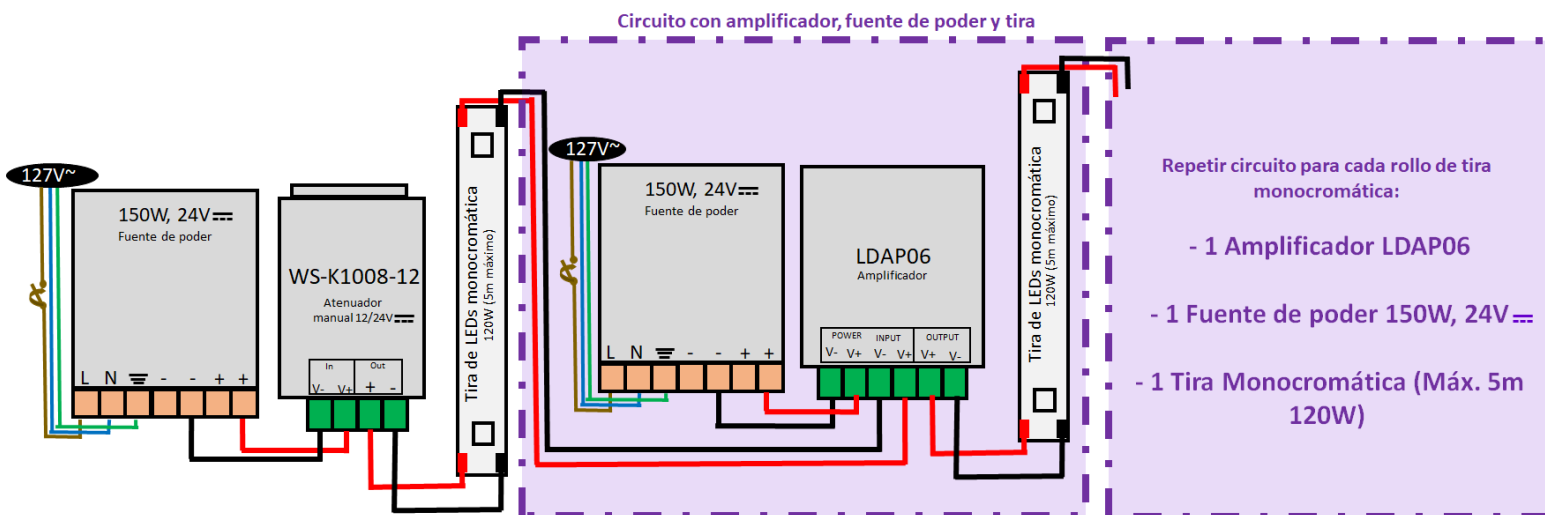 Circuito con amplificador, fuente de poder y tira
127V~
150W, 24V
Fuente de poder
L N - - + +
WS-K1008-12
Atenuador
manual 12/24V
In Out
V- V+ + -
Tira de LEDs monocromática
120W (5m máximo)
127V~
150W, 24V
Fuente de poder
L N - - + +
LDAP06
Amplificador
POWER INPUT OUTPUT
V- V+ V- V+ V+ V-
Tira de LEDs monocromática
120W (5m máximo)
Repetir circuito para cada rollo de tira
monocromática:
- 1 Amplificador LDAP06
- 1 Fuente de poder 150W, 24V
- 1 Tira Monocromática (Máx. 5m
120W)